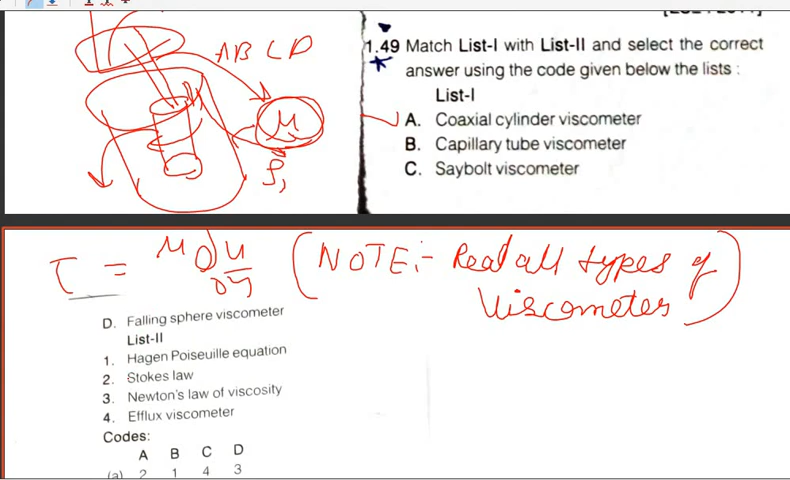 A B C D
1.49 Match List-I with List-II and select the correct
answer using the code given below the lists :
List-I
A. Coaxial cylinder viscometer
B. Capillary tube viscometer
C. Saybolt viscometer
μ
τ = μ du/dy (NOTE:- Read all types of
viscometer)
D. Falling sphere viscometer
List-II
1. Hagen Poiseuille equation
2. Stokes law
3. Newton's law of viscosity
4. Efflux viscometer
Codes:
A B C D
(a) 2 1 4 3